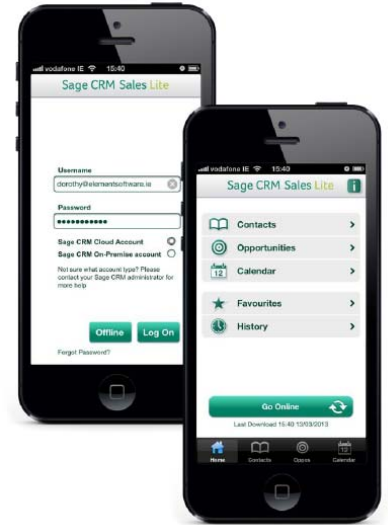 vodafone IE 15:40
Sage CRM Sales Lite
Username
dorothy@elementsoftware.ie
Password
Sage CRM Cloud Account
Sage CRM On-Premise account
Not sure what account type? Please
contact your Sage CRM administrator for
more help
Offline Log On
Forgot Password?
vodafone IE 15:40
Sage CRM Sales Lite i
Contacts
Opportunities
12 Calendar
Favourites
History
Go Online
Last Download 15:40 13/03/2013
Home Contacts Oppos Calendar